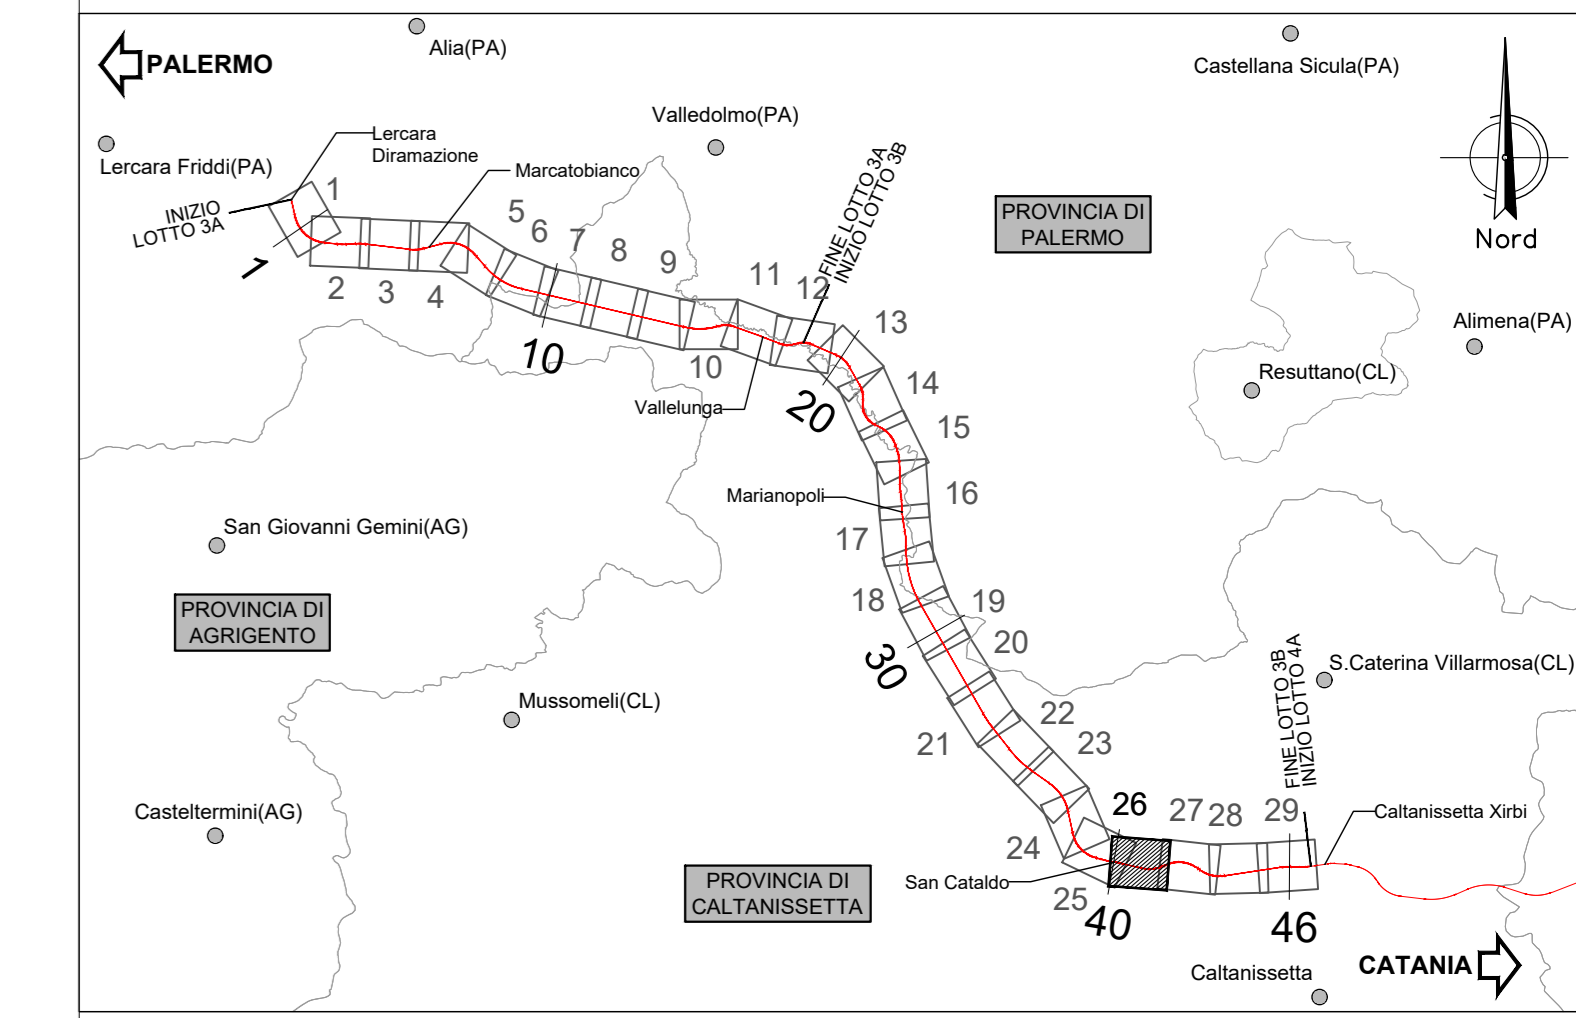 PALERMO
Alia(PA)
Castellana Sicula(PA)
Valledolmo(PA)
Lercara
Diramazione
Lercara Friddi(PA)
Marcatobianco
INIZIO
LOTTO 3A
FINE LOTTO 3A
INIZIO LOTTO 3B
PROVINCIA DI
PALERMO
Nord
1
1
2
3
4
5
6
7
8
9
10
10
11
12
13
14
15
16
17
18
19
20
20
Vallelunga
Alimena(PA)
Resuttano(CL)
Marianopoli
San Giovanni Gemini(AG)
PROVINCIA DI
AGRIGENTO
30
21
22
23
Mussomeli(CL)
S.Caterina Villarmosa(CL)
FINE LOTTO 3B
INIZIO LOTTO 4A
Casteltermini(AG)
24
25
26
27
28
29
Caltanissetta Xirbi
San Cataldo
PROVINCIA DI
CALTANISSETTA
40
46
Caltanissetta
CATANIA